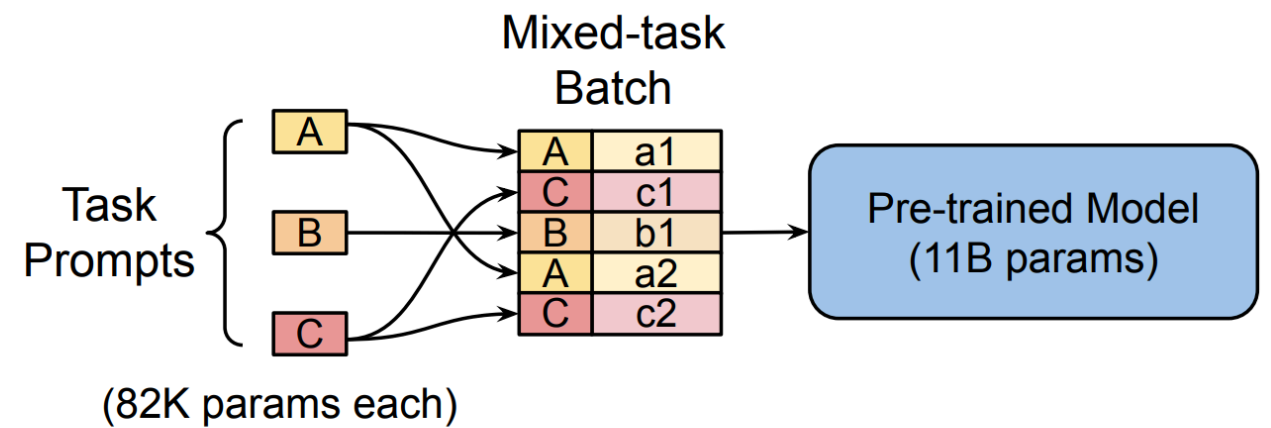 Mixed-task
Batch
Task
Prompts
A
B
C
(82K params each)
A a1
C c1
B b1
A a2
C c2
Pre-trained Model
(11B params)